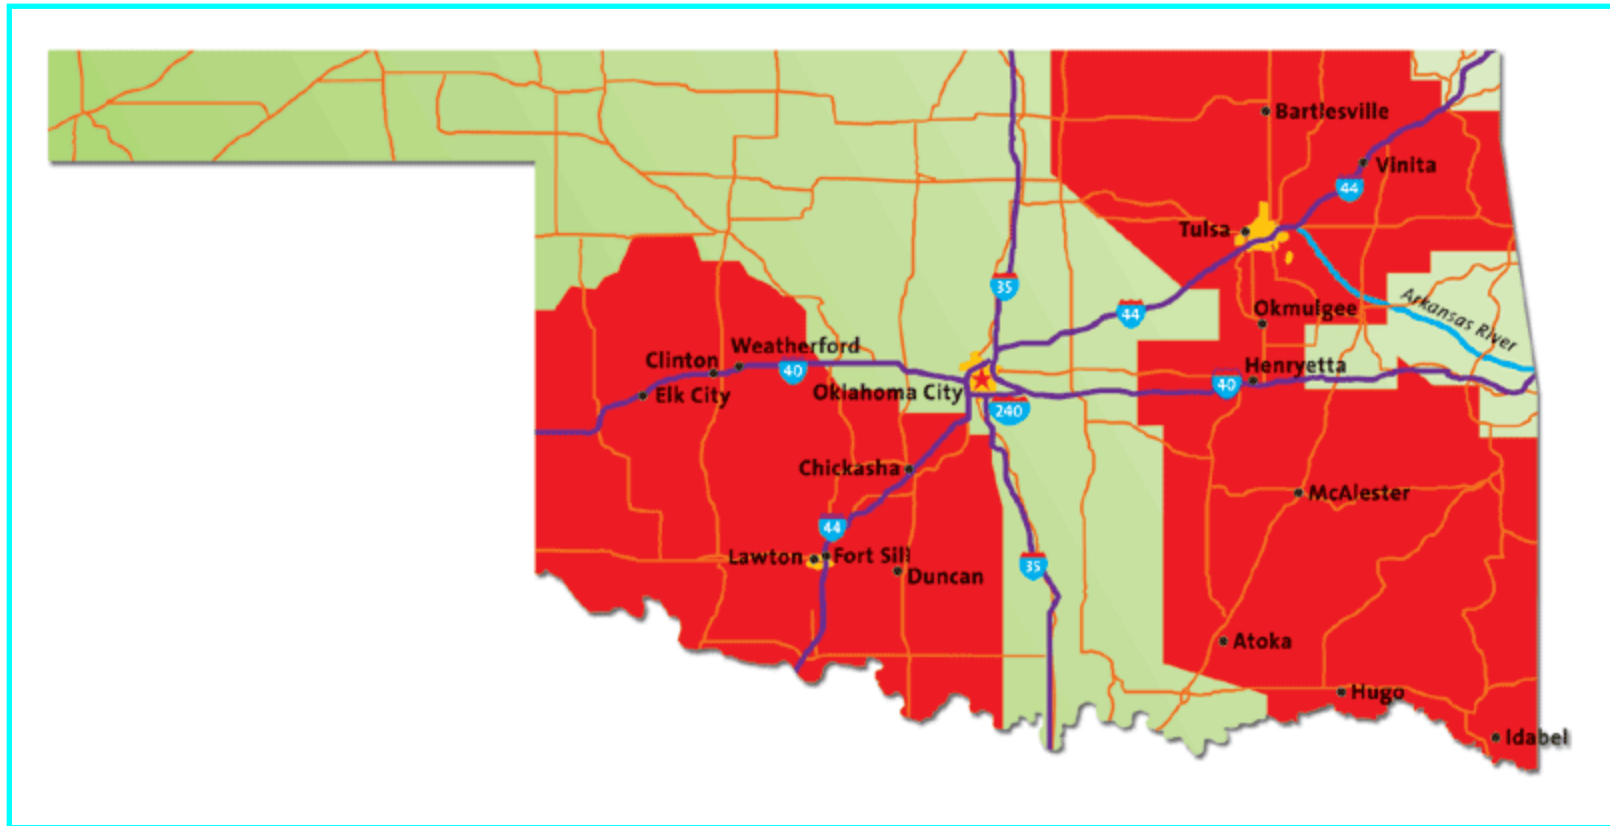 Bartlesville
Vinita
44
Tulsa
35
Arkansas River
44
Okmulgee
Weatherford
Clinton
Henryetta
40
40
Elk City
Oklahoma City
240
Chickasha
McAlester
44
Lawton
Fort Sill
35
Duncan
Atoka
Hugo
Idabel